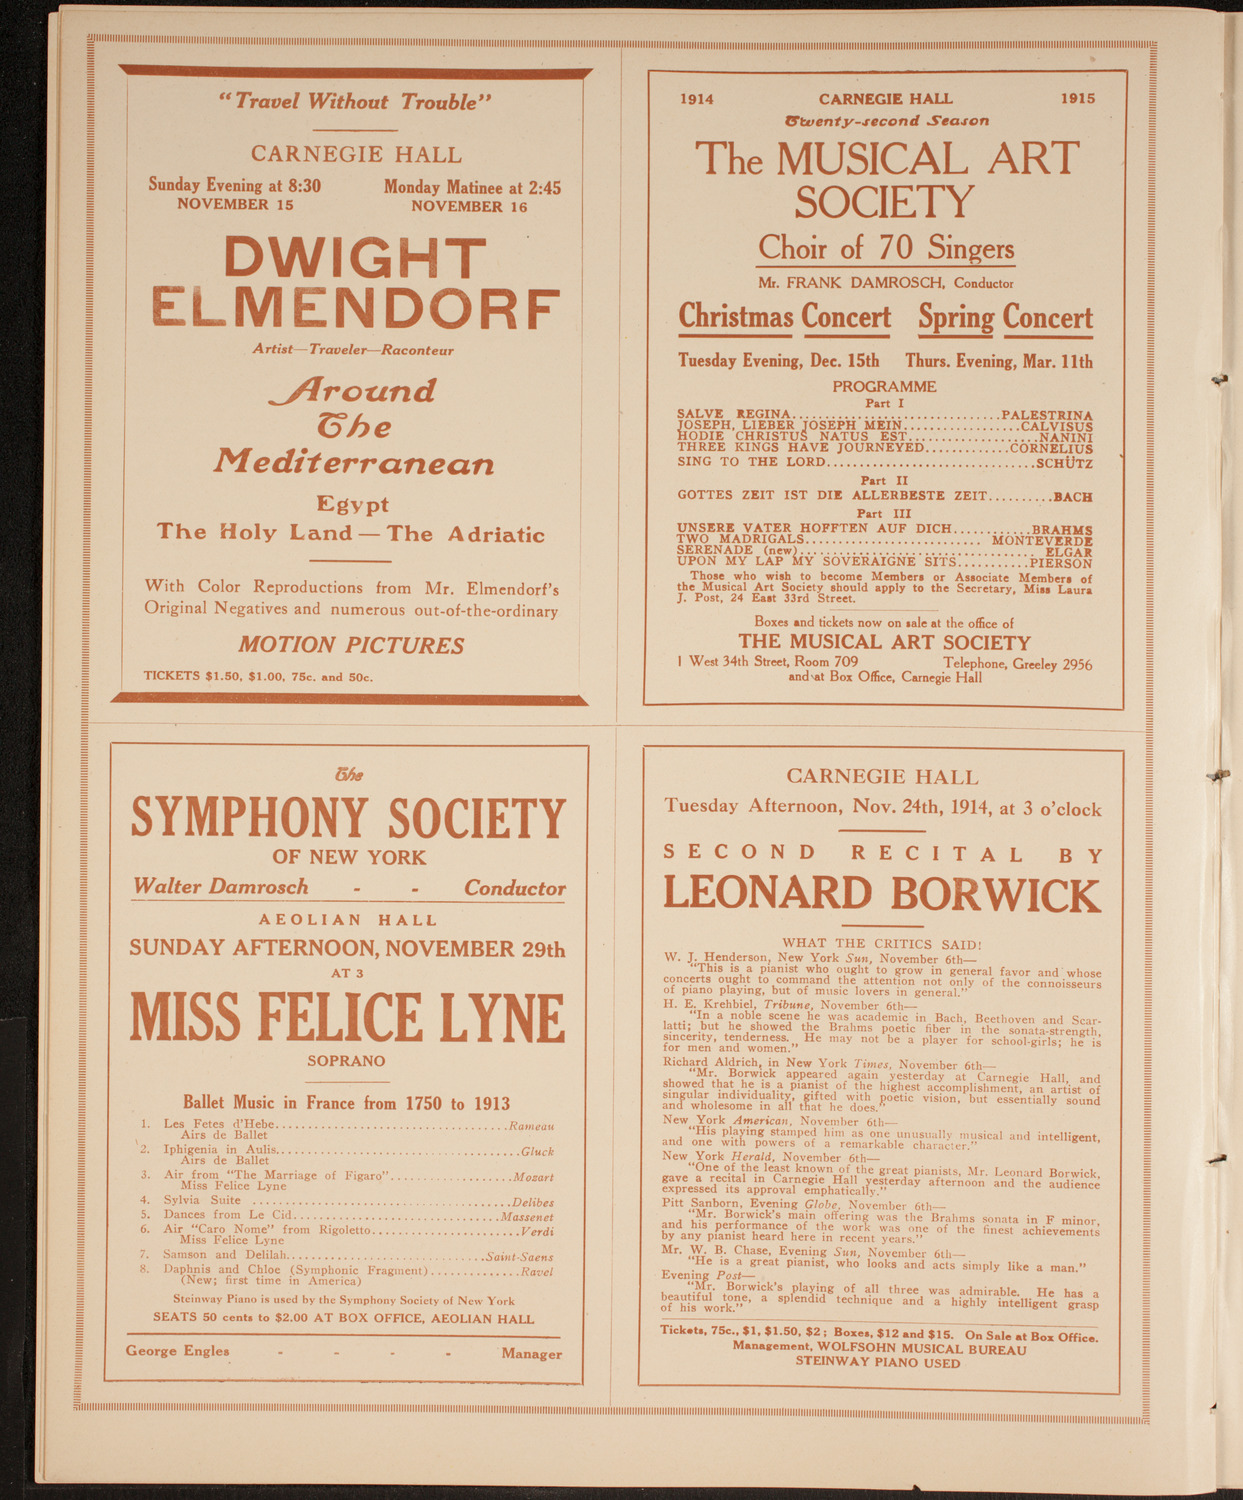 "Travel Without Trouble"
CARNEGIE HALL
Sunday Evening at 8:30 Monday Matinee at 2:45
NOVEMBER 15 NOVEMBER 16
DWIGHT
ELMENDORF
Artist—Traveler—Raconteur
Around
The
Mediterranean
Egypt
The Holy Land — The Adriatic
With Color Reproductions from Mr. Elmendorf's
Original Negatives and numerous out-of-the-ordinary
MOTION PICTURES
TICKETS $1.50, $1.00, 75c. and 50c.
1914 CARNEGIE HALL 1915
Twenty-second Season
The MUSICAL ART
SOCIETY
Choir of 70 Singers
Mr. FRANK DAMROSCH, Conductor
Christmas Concert Spring Concert
Tuesday Evening, Dec. 15th Thurs. Evening, Mar. 11th
PROGRAMME
Part I
SALVE REGINA..............................PALESTRINA
JOSEPH, LIEBER JOSEPH MEIN.................CALVISUS
HODIE CHRISTUS NATUS EST...................NANINI
THREE KINGS HAVE JOURNEYED............CORNELIUS
SING TO THE LORD..............................SCHÜTZ
Part II
GOTTES ZEIT IST DIE ALLERBESTE ZEIT..........BACH
Part III
UNSERE VATER HOFFTEN AUF DICH............BRAHMS
TWO MADRIGALS.......................... MONTEVERDE
SERENADE (new)................................... ELGAR
UPON MY LAP MY SOVERAIGNE SITS...........PIERSON
Those who wish to become Members or Associate Members of
the Musical Art Society should apply to the Secretary, Miss Laura
J. Post, 24 East 33rd Street.
Boxes and tickets now on sale at the office of
THE MUSICAL ART SOCIETY
1 West 34th Street, Room 709 Telephone, Greeley 2956
and at Box Office, Carnegie Hall
The
SYMPHONY SOCIETY
OF NEW YORK
Walter Damrosch - - Conductor
AEOLIAN HALL
SUNDAY AFTERNOON, NOVEMBER 29th
AT 3
MISS FELICE LYNE
SOPRANO
Ballet Music in France from 1750 to 1913
1. Les Fetes d'Hebe..................................Rameau
Airs de Ballet
2. Iphigenia in Aulis...................................Gluck
Airs de Ballet
3. Air from "The Marriage of Figaro"..................Mozart
Miss Felice Lyne
4. Sylvia Suite ......................................Delibes
5. Dances from Le Cid..............................Massenet
6. Air "Caro Nome" from Rigoletto......................Verdi
Miss Felice Lyne
7. Samson and Delilah.............................Saint-Saens
8. Daphnis and Chloe (Symphonic Fragment).............Ravel
(New; first time in America)
Steinway Piano is used by the Symphony Society of New York
SEATS 50 cents to $2.00 AT BOX OFFICE, AEOLIAN HALL
George Engles - - - - Manager
CARNEGIE HALL
Tuesday Afternoon, Nov. 24th, 1914, at 3 o'clock
SECOND RECITAL BY
LEONARD BORWICK
WHAT THE CRITICS SAID!
W. J. Henderson, New York Sun, November 6th—
"This is a pianist who ought to grow in general favor and whose
concerts ought to command the attention not only of the connoisseurs
of piano playing, but of music lovers in general."
H. E. Krehbiel, Tribune, November 6th—
"In a noble scene he was academic in Bach, Beethoven and Scar-
latti; but he showed the Brahms poetic fiber in the sonata-strength,
sincerity, tenderness. He may not be a player for school-girls; he is
for men and women."
Richard Aldrich, in New York Times, November 6th—
"Mr. Borwick appeared again yesterday at Carnegie Hall, and
showed that he is a pianist of the highest accomplishment, an artist of
singular individuality, gifted with poetic vision, but essentially sound
and wholesome in all that he does."
New York American, November 6th—
"His playing stamped him as one unusually musical and intelligent,
and one with powers of a remarkable character."
New York Herald, November 6th—
"One of the least known of the great pianists, Mr. Leonard Borwick,
gave a recital in Carnegie Hall yesterday afternoon and the audience
expressed its approval emphatically."
Pitt Sanborn, Evening Globe, November 6th—
"Mr. Borwick's main offering was the Brahms sonata in F minor,
and his performance of the work was one of the finest achievements
by any pianist heard here in recent years."
Mr. W. B. Chase, Evening Sun, November 6th—
"He is a great pianist, who looks and acts simply like a man."
Evening Post—
"Mr. Borwick's playing of all three was admirable. He has a
beautiful tone, a splendid technique and a highly intelligent grasp
of his work."
Tickets, 75c., $1, $1.50, $2; Boxes, $12 and $15. On Sale at Box Office.
Management, WOLFSOHN MUSICAL BUREAU
STEINWAY PIANO USED